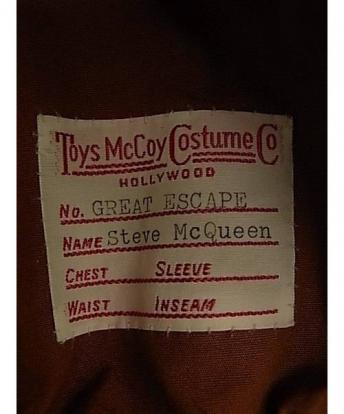 Toys McCoy Costume Co
HOLLYWOOD
No. GREAT ESCAPE
NAME Steve McQueen
CHEST SLEEVE
WAIST INSEAM